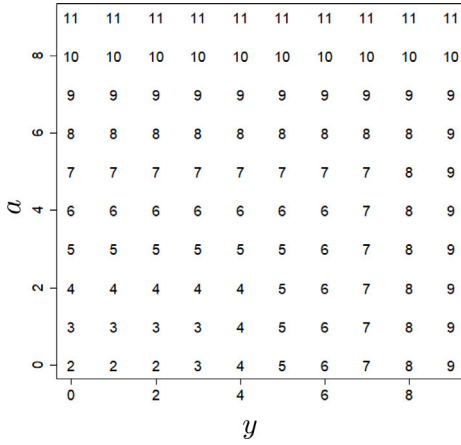 11 11 11 11 11 11 11 11 11 11
8 10 10 10 10 10 10 10 10 10 10
9 9 9 9 9 9 9 9 9 9
6 8 8 8 8 8 8 8 8 8 9
7 7 7 7 7 7 7 7 8 9
a 4 6 6 6 6 6 6 6 7 8 9
5 5 5 5 5 5 6 7 8 9
2 4 4 4 4 4 5 6 7 8 9
3 3 3 3 4 5 6 7 8 9
0 2 2 2 3 4 5 6 7 8 9
0 2 4 6 8
y